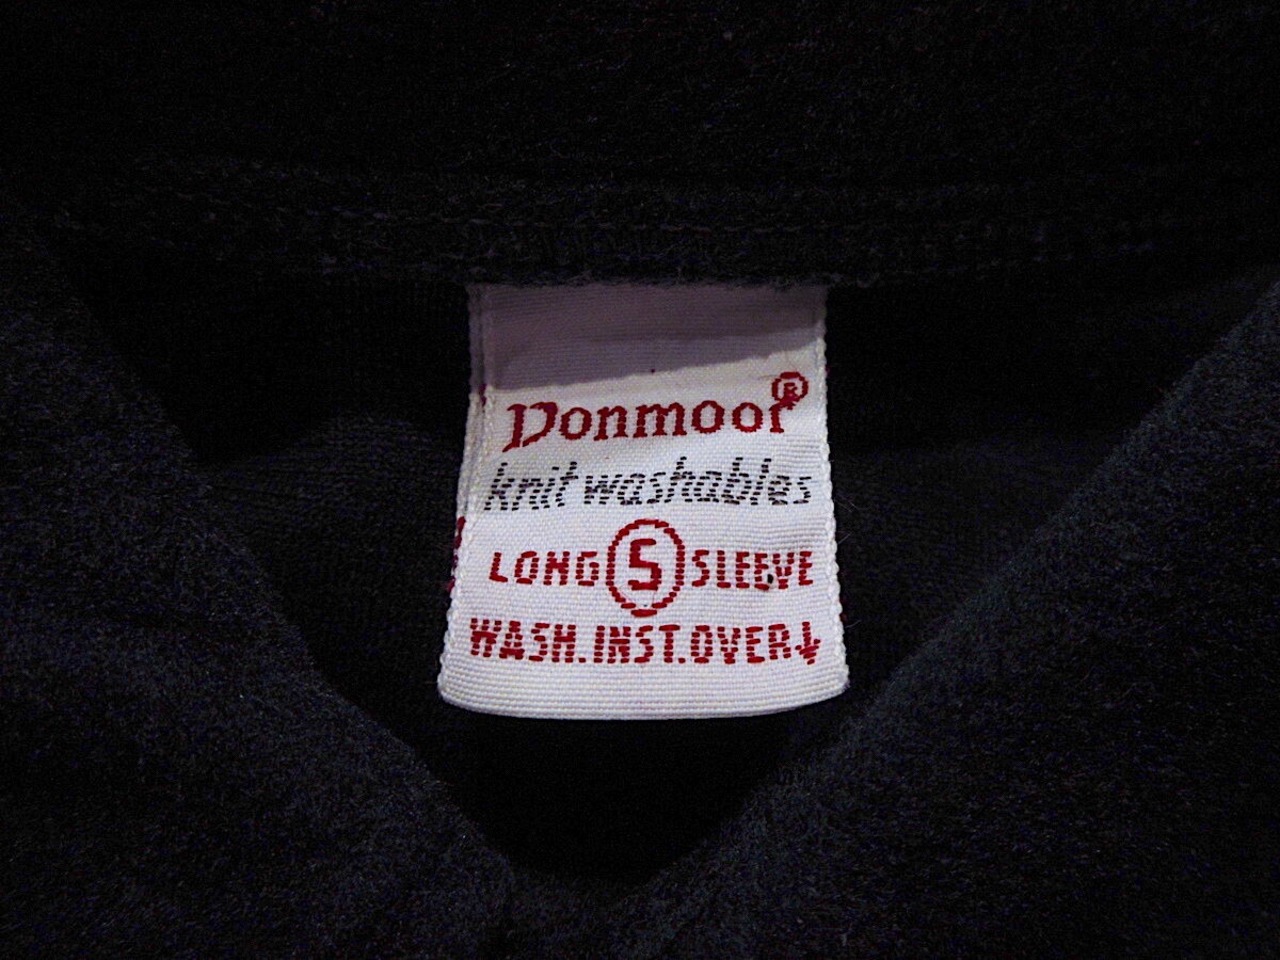 Donmoor®
knit washables
LONG S SLEEVE
WASH.INST.OVER↓